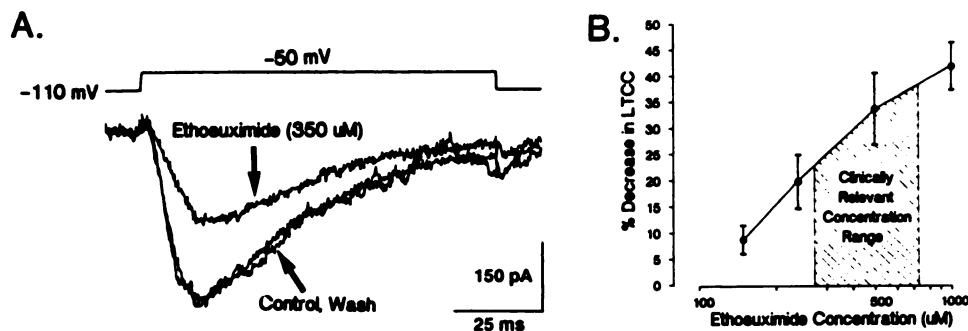 A.
-50 mV
-110 mV
Ethosuximide (350 uM)
Control, Wash
150 pA
25 ms
B.
% Decrease in LTCC
50
45
40
35
30
25
20
15
10
5
0
Clinically
Relevant
Concentration
Range
100
500
1000
Ethosuximide Concentration (uM)